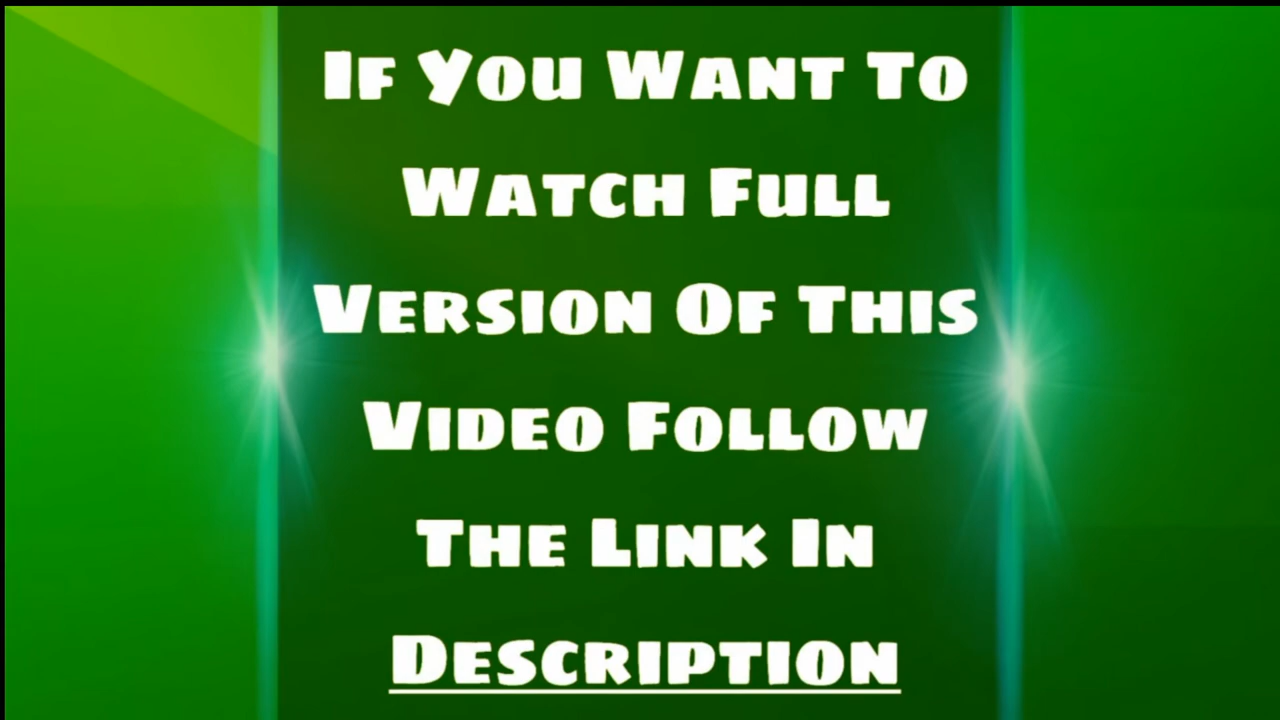 If You Want To
Watch Full
Version Of This
Video Follow
The Link In
Description